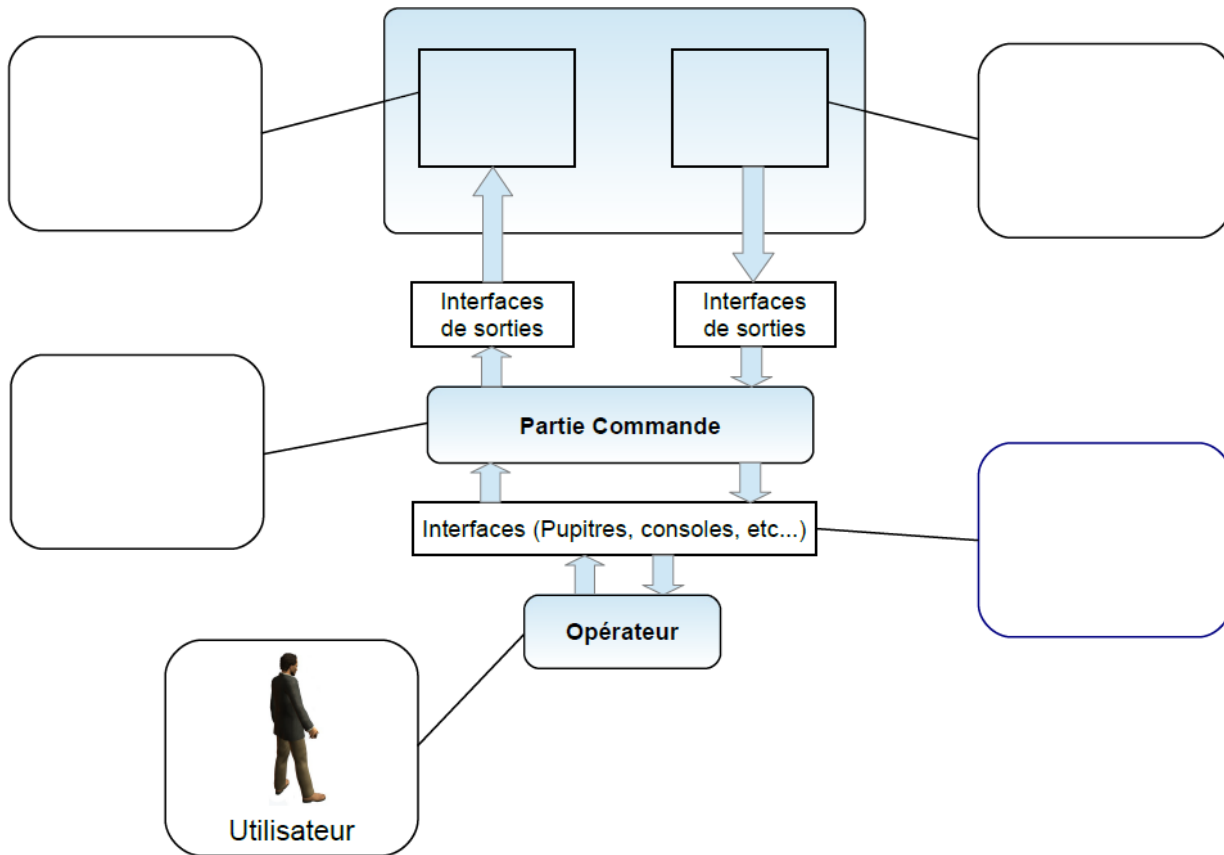 Interfaces
de sorties
Interfaces
de sorties
Partie Commande
Interfaces (Pupitres, consoles, etc...)
Opérateur
Utilisateur